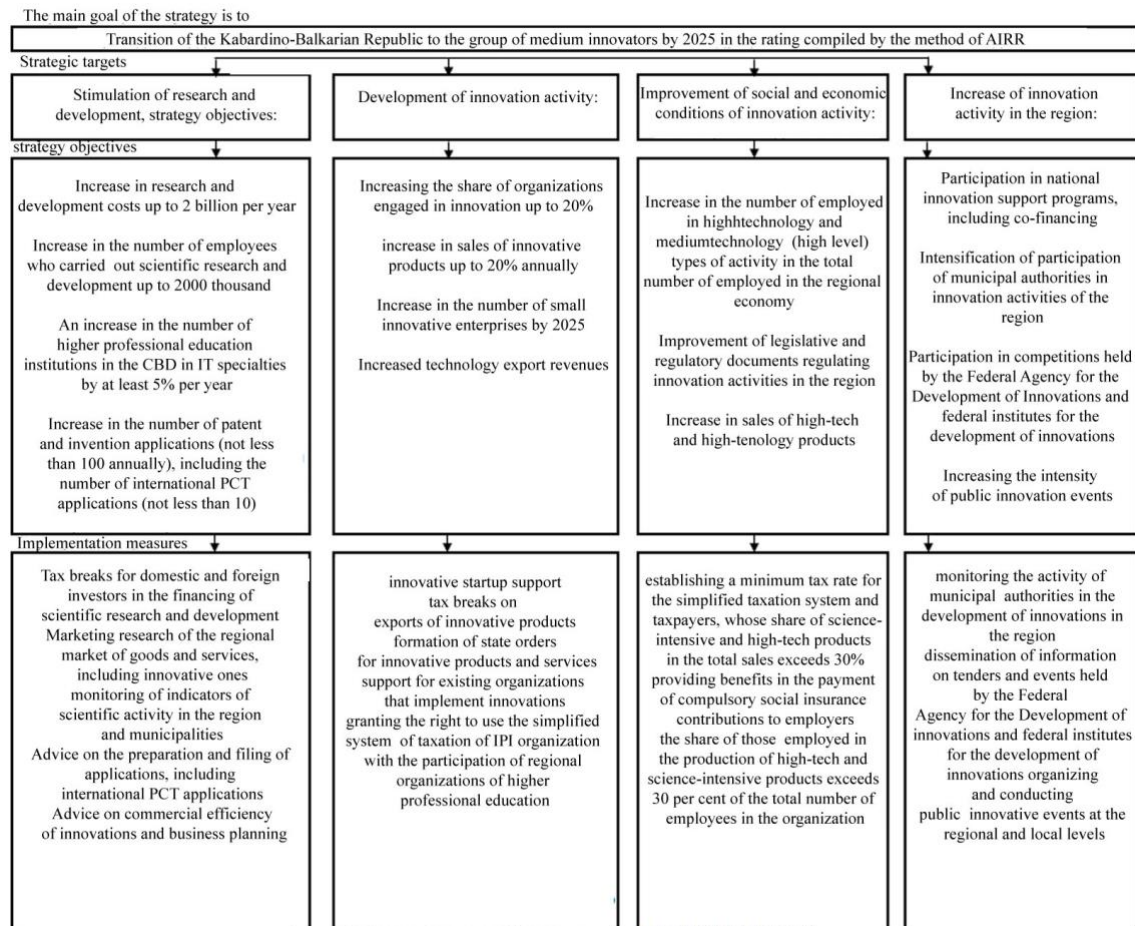 The main goal of the strategy is to
Transition of the Kabardino-Balkarian Republic to the group of medium innovators by 2025 in the rating compiled by the method of AIRR
Strategic targets
Stimulation of research and
development, strategy objectives:
Development of innovation activity:
Improvement of social and economic
conditions of innovation activity:
Increase of innovation
activity in the region:
strategy objectives
Increase in research and
development costs up to 2 billion per year
Increase in the number of employees
who carried out scientific research and
development up to 2000 thousand
An increase in the number of
higher professional education
institutions in the CBD in IT specialties
by at least 5% per year
Increase in the number of patent
and invention applications (not less
than 100 annually), including the
number of international PCT
applications (not less than 10)
Increasing the share of organizations
engaged in innovation up to 20%
increase in sales of innovative
products up to 20% annually
Increase in the number of small
innovative enterprises by 2025
Increased technology export revenues
Increase in the number of employed
in highhtechnology and
mediumtechnology (high level)
types of activity in the total
number of employed in the regional
economy
Improvement of legislative and
regulatory documents regulating
innovation activities in the region
Increase in sales of high-tech
and high-tenology products
Participation in national
innovation support programs,
including co-financing
Intensification of participation
of municipal authorities in
innovation activities of the
region
Participation in competitions held
by the Federal Agency for the
Development of Innovations and
federal institutes for the
development of innovations
Increasing the intensity
of public innovation events
Implementation measures
Tax breaks for domestic and foreign
investors in the financing of
scientific research and development
Marketing research of the regional
market of goods and services,
including innovative ones
monitoring of indicators of
scientific activity in the region
and municipalities
Advice on the preparation and filing of
applications, including
international PCT applications
Advice on commercial efficiency
of innovations and business planning
innovative startup support
tax breaks on
exports of innovative products
formation of state orders
for innovative products and services
support for existing organizations
that implement innovations
granting the right to use the simplified
system of taxation of IPI organization
with the participation of regional
organizations of higher
professional education
establishing a minimum tax rate for
the simplified taxation system and
taxpayers, whose share of science-
intensive and high-tech products
in the total sales exceeds 30%
providing benefits in the payment
of compulsory social insurance
contributions to employers
the share of those employed in
the production of high-tech and
science-intensive products exceeds
30 per cent of the total number of
employees in the organization
monitoring the activity of
municipal authorities in the
development of innovations in
the region
dissemination of information
on tenders and events held
by the Federal
Agency for the Development of
innovations and federal institutes
for the development of
innovations organizing
and conducting
public innovative events at the
regional and local levels